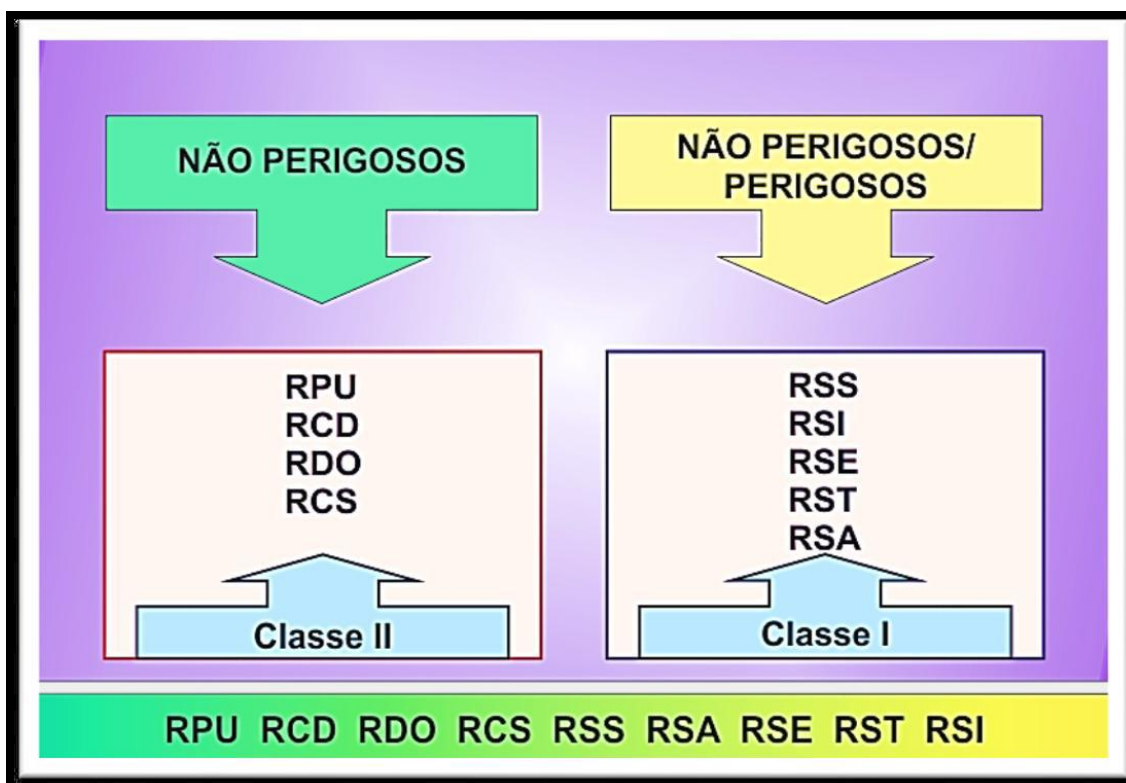 NÃO PERIGOSOS
NÃO PERIGOSOS/
PERIGOSOS
RPU
RCD
RDO
RCS
Classe II
RSS
RSI
RSE
RST
RSA
Classe I
RPU RCD RDO RCS RSS RSA RSE RST RSI